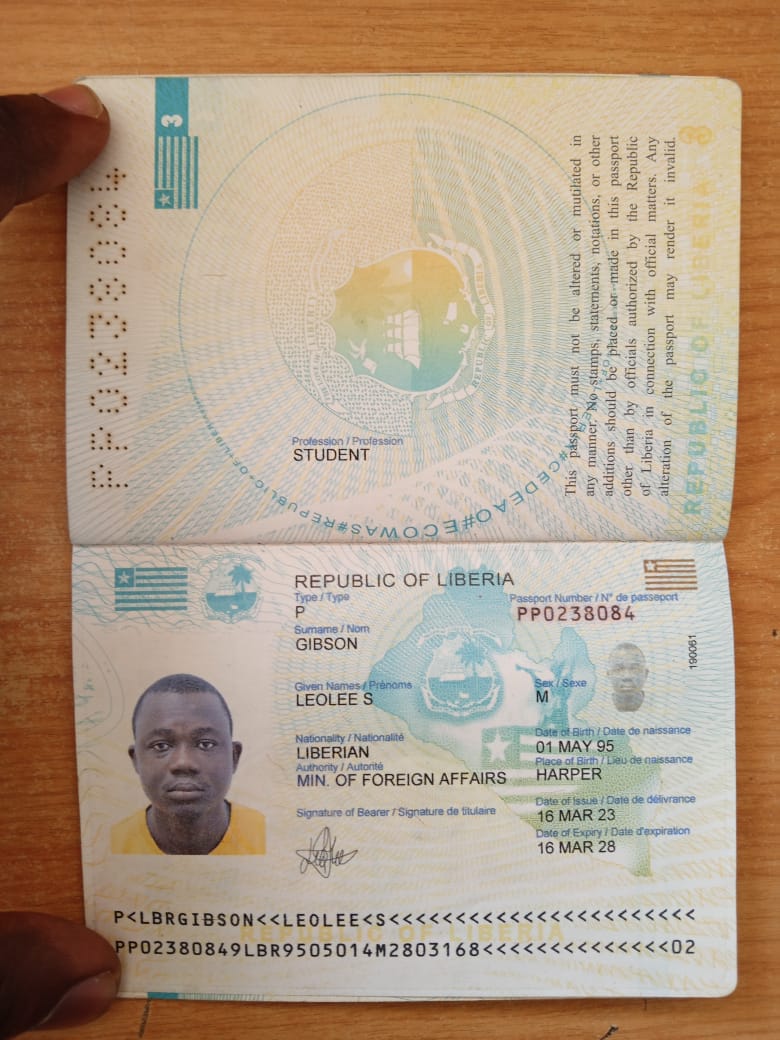 PP0238084
3
This passport must not be altered or mutilated in
any manner. No stamps, statements, notations, or other
additions should be placed or made in this passport
other than by officials authorized by the Republic
of Liberia in connection with official matters. Any
alteration of the passport may render it invalid.
REPUBLIC OF LIBERIA 3
Profession / Profession
STUDENT
#CEDEAO#ECOWAS#REPUBLIC-OF-LIBERIA
REPUBLIC OF LIBERIA
Type / Type
P
Passport Number / N° de passeport
PP0238084
Surname / Nom
GIBSON
190061
Given Names / Prénoms
LEOLEE S
Sex / Sexe
M
Nationality / Nationalité
LIBERIAN
Date of Birth / Date de naissance
01 MAY 95
Authority / Autorité
MIN. OF FOREIGN AFFAIRS
Place of Birth / Lieu de naissance
HARPER
Date of Issue / Date de délivrance
16 MAR 23
Signature of Bearer / Signature de titulaire
Date of Expiry / Date d'expiration
16 MAR 28
P<LBRGIBSON<<LEOLEE<S<<<<<<<<<<<<<<<<<<<<<<<
REPUBLIC OF LIBERIA
PP02380849LBR9505014M2803168<<<<<<<<<<<<<<02